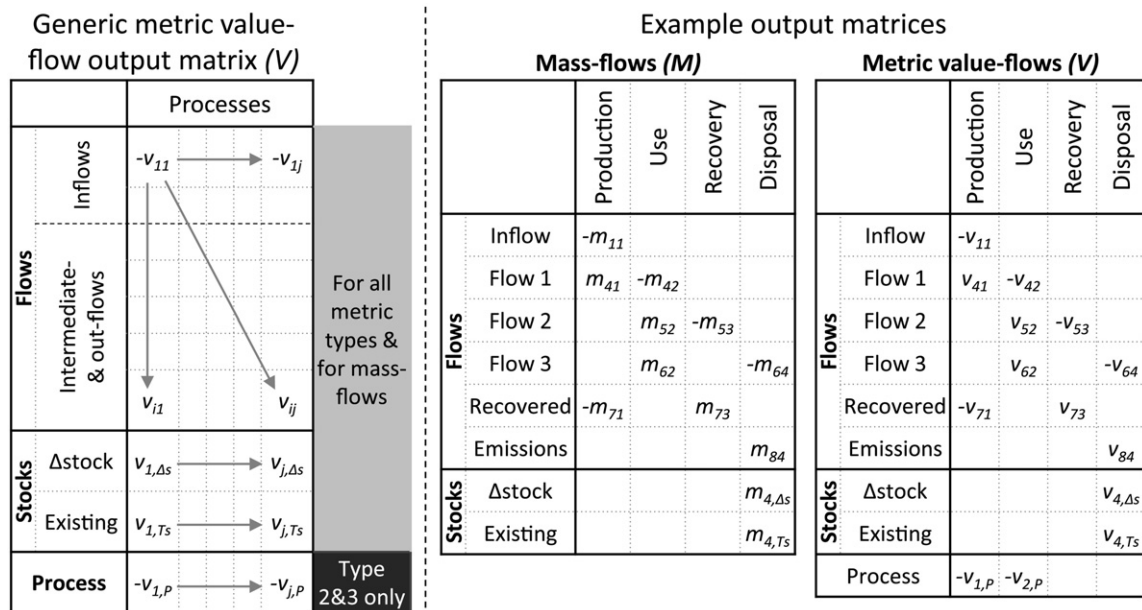 Generic metric value-
flow output matrix (V)
Processes
Flows
Inflows
-v11 -v1j
Intermediate-
& out-flows
vi1 vij
Stocks
Δstock v1,Δs vj,Δs
Existing v1,Ts vj,Ts
Process -v1,P -vj,P
For all
metric
types &
for mass-
flows
Type
2&3 only
Example output matrices
Mass-flows (M)
Production Use Recovery Disposal
Flows
Inflow -m11
Flow 1 m41 -m42
Flow 2 m52 -m53
Flow 3 m62 -m64
Recovered -m71 m73
Emissions m84
Stocks
Δstock m4,Δs
Existing m4,Ts
Metric value-flows (V)
Production Use Recovery Disposal
Flows
Inflow -v11
Flow 1 v41 -v42
Flow 2 v52 -v53
Flow 3 v62 -v64
Recovered -v71 v73
Emissions v84
Stocks
Δstock v4,Δs
Existing v4,Ts
Process -v1,P -v2,P